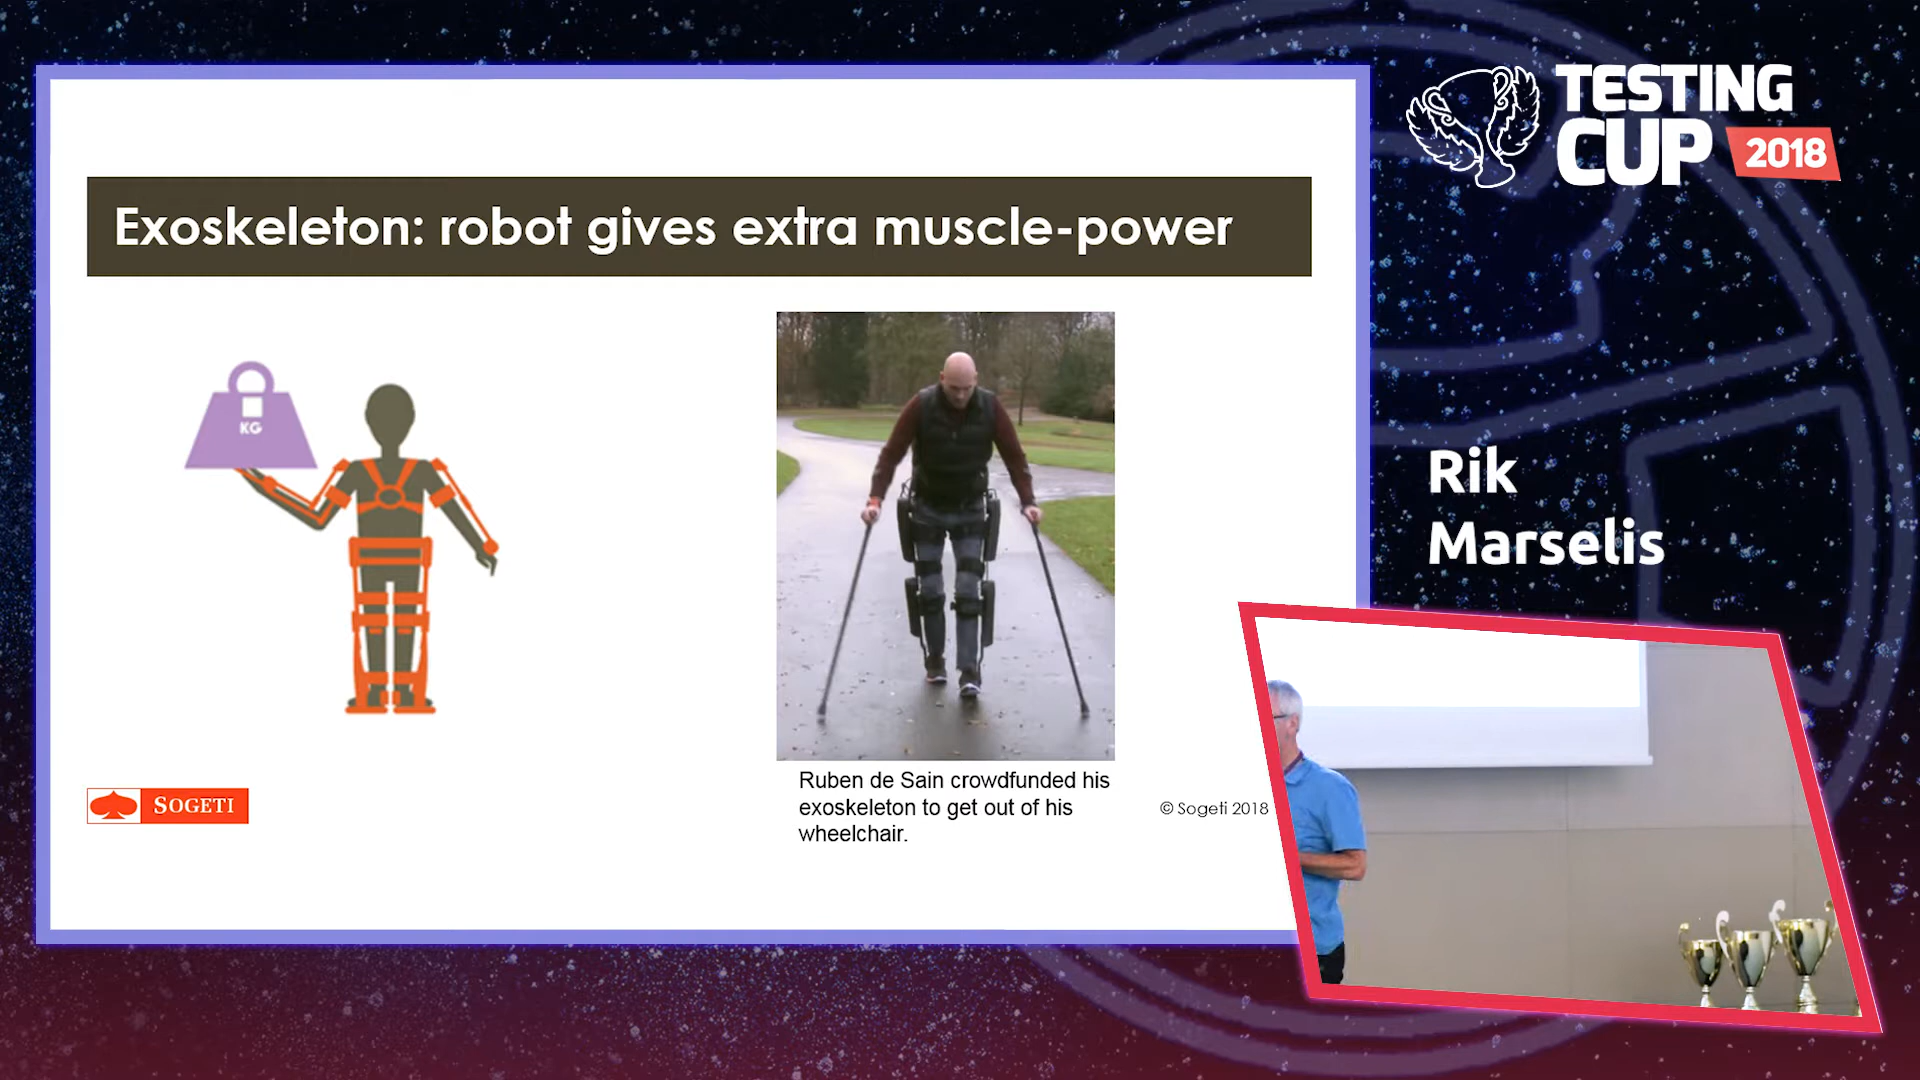 TESTING
CUP 2018
Exoskeleton: robot gives extra muscle-power
KG
Rik
Marselis
Ruben de Sain crowdfunded his
exoskeleton to get out of his
wheelchair.
SOGETI
© Sogeti 2018